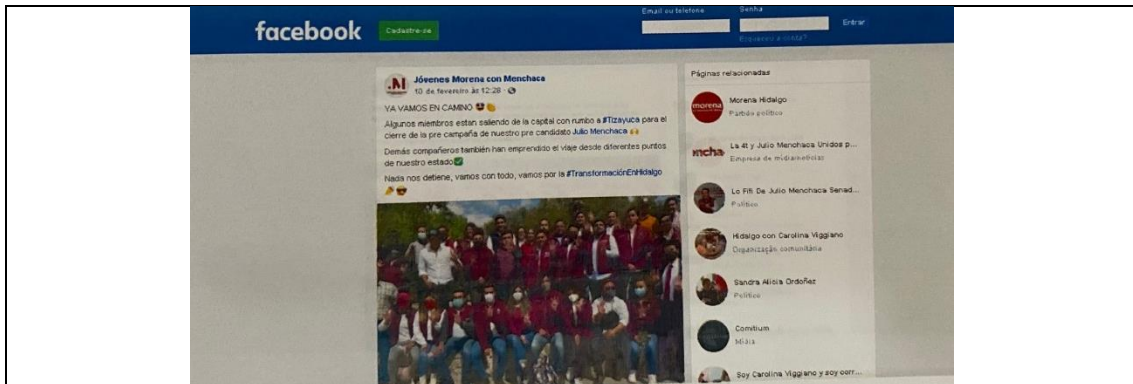 facebook
Cadastre-se
Email ou telefone
Senha
Entrar
Esqueceu a conta?
.M
Jóvenes Morena con Menchaca
10 de fevereiro às 12:28
YA VAMOS EN CAMINO
Algunos miembros estan saliendo de la capital con rumbo a #Tizayuca para el
cierre de la pre campaña de nuestro pre candidato Julio Menchaca
Demás compañeros también han emprendido el viaje desde diferentes puntos
de nuestro estado
Nada nos detiene, vamos con todo, vamos por la #TransformaciónEnHidalgo
Páginas relacionadas
morena
Morena Hidalgo
Partido político
ncha
La 4t y Julio Menchaca Unidos p...
Empresa de mídia/notícias
Lo Fifi De Julio Menchaca Senad...
Político
Hidalgo con Carolina Viggiano
Organização comunitária
Sandra Alicia Ordoñez
Político
Comitium
Mídia
Soy Carolina Viggiano y soy corr...